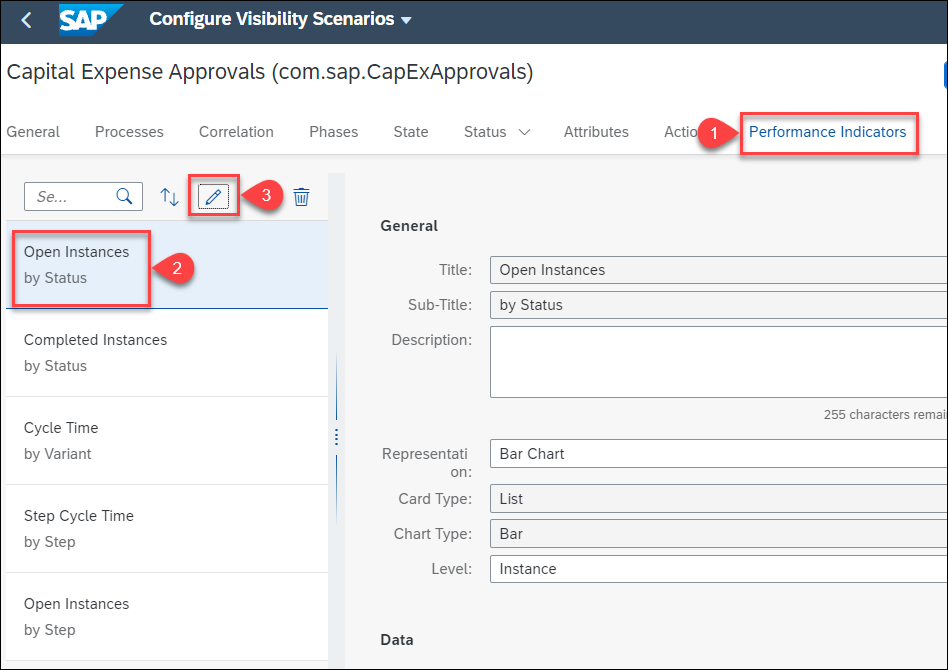 SAP Configure Visibility Scenarios
Capital Expense Approvals (com.sap.CapExApprovals)
General Processes Correlation Phases State Status Attributes Actio 1 Performance Indicators
Se... 3
Open Instances
by Status
2
Completed Instances
by Status
Cycle Time
by Variant
Step Cycle Time
by Step
Open Instances
by Step
General
Title: Open Instances
Sub-Title: by Status
Description:
255 characters remai
Representati
on:
Bar Chart
Card Type: List
Chart Type: Bar
Level: Instance
Data